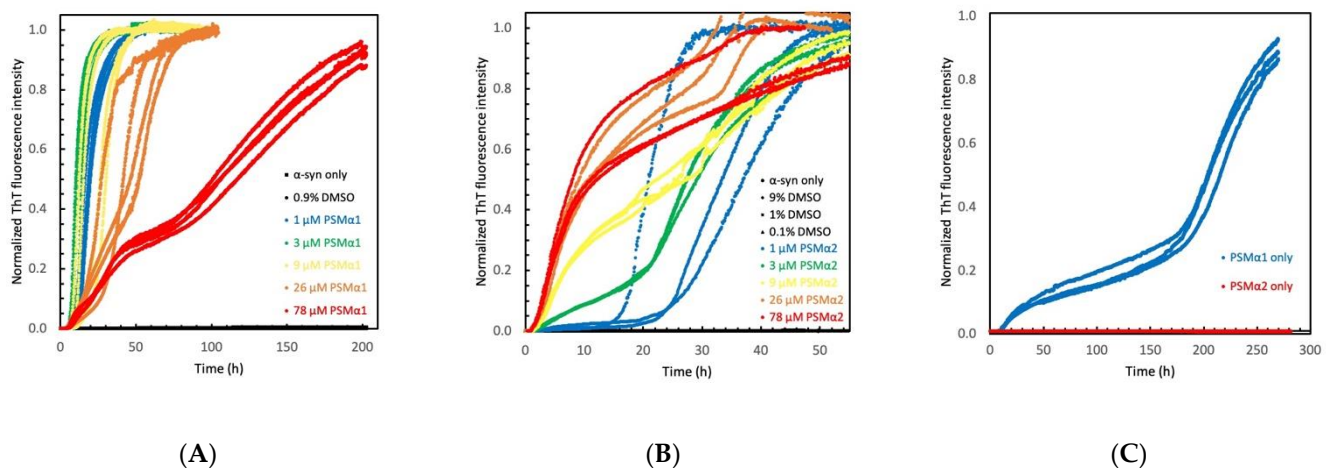 Normalized ThT fluorescence intensity
1.0
0.8
0.6
0.4
0.2
0.0
0
50
100
150
200
Time (h)
α-syn only
0.9% DMSO
1 µM PSMα1
3 µM PSMα1
9 µM PSMα1
26 µM PSMα1
78 µM PSMα1
(A)
Normalized ThT fluorescence intensity
1.0
0.8
0.6
0.4
0.2
0.0
0
10
20
30
40
50
Time (h)
α-syn only
9% DMSO
1% DMSO
0.1% DMSO
1 µM PSMα2
3 µM PSMα2
9 µM PSMα2
26 µM PSMα2
78 µM PSMα2
(B)
Normalized ThT fluorescence intensity
1.0
0.8
0.6
0.4
0.2
0.0
0
50
100
150
200
250
300
Time (h)
PSMα1 only
PSMα2 only
(C)